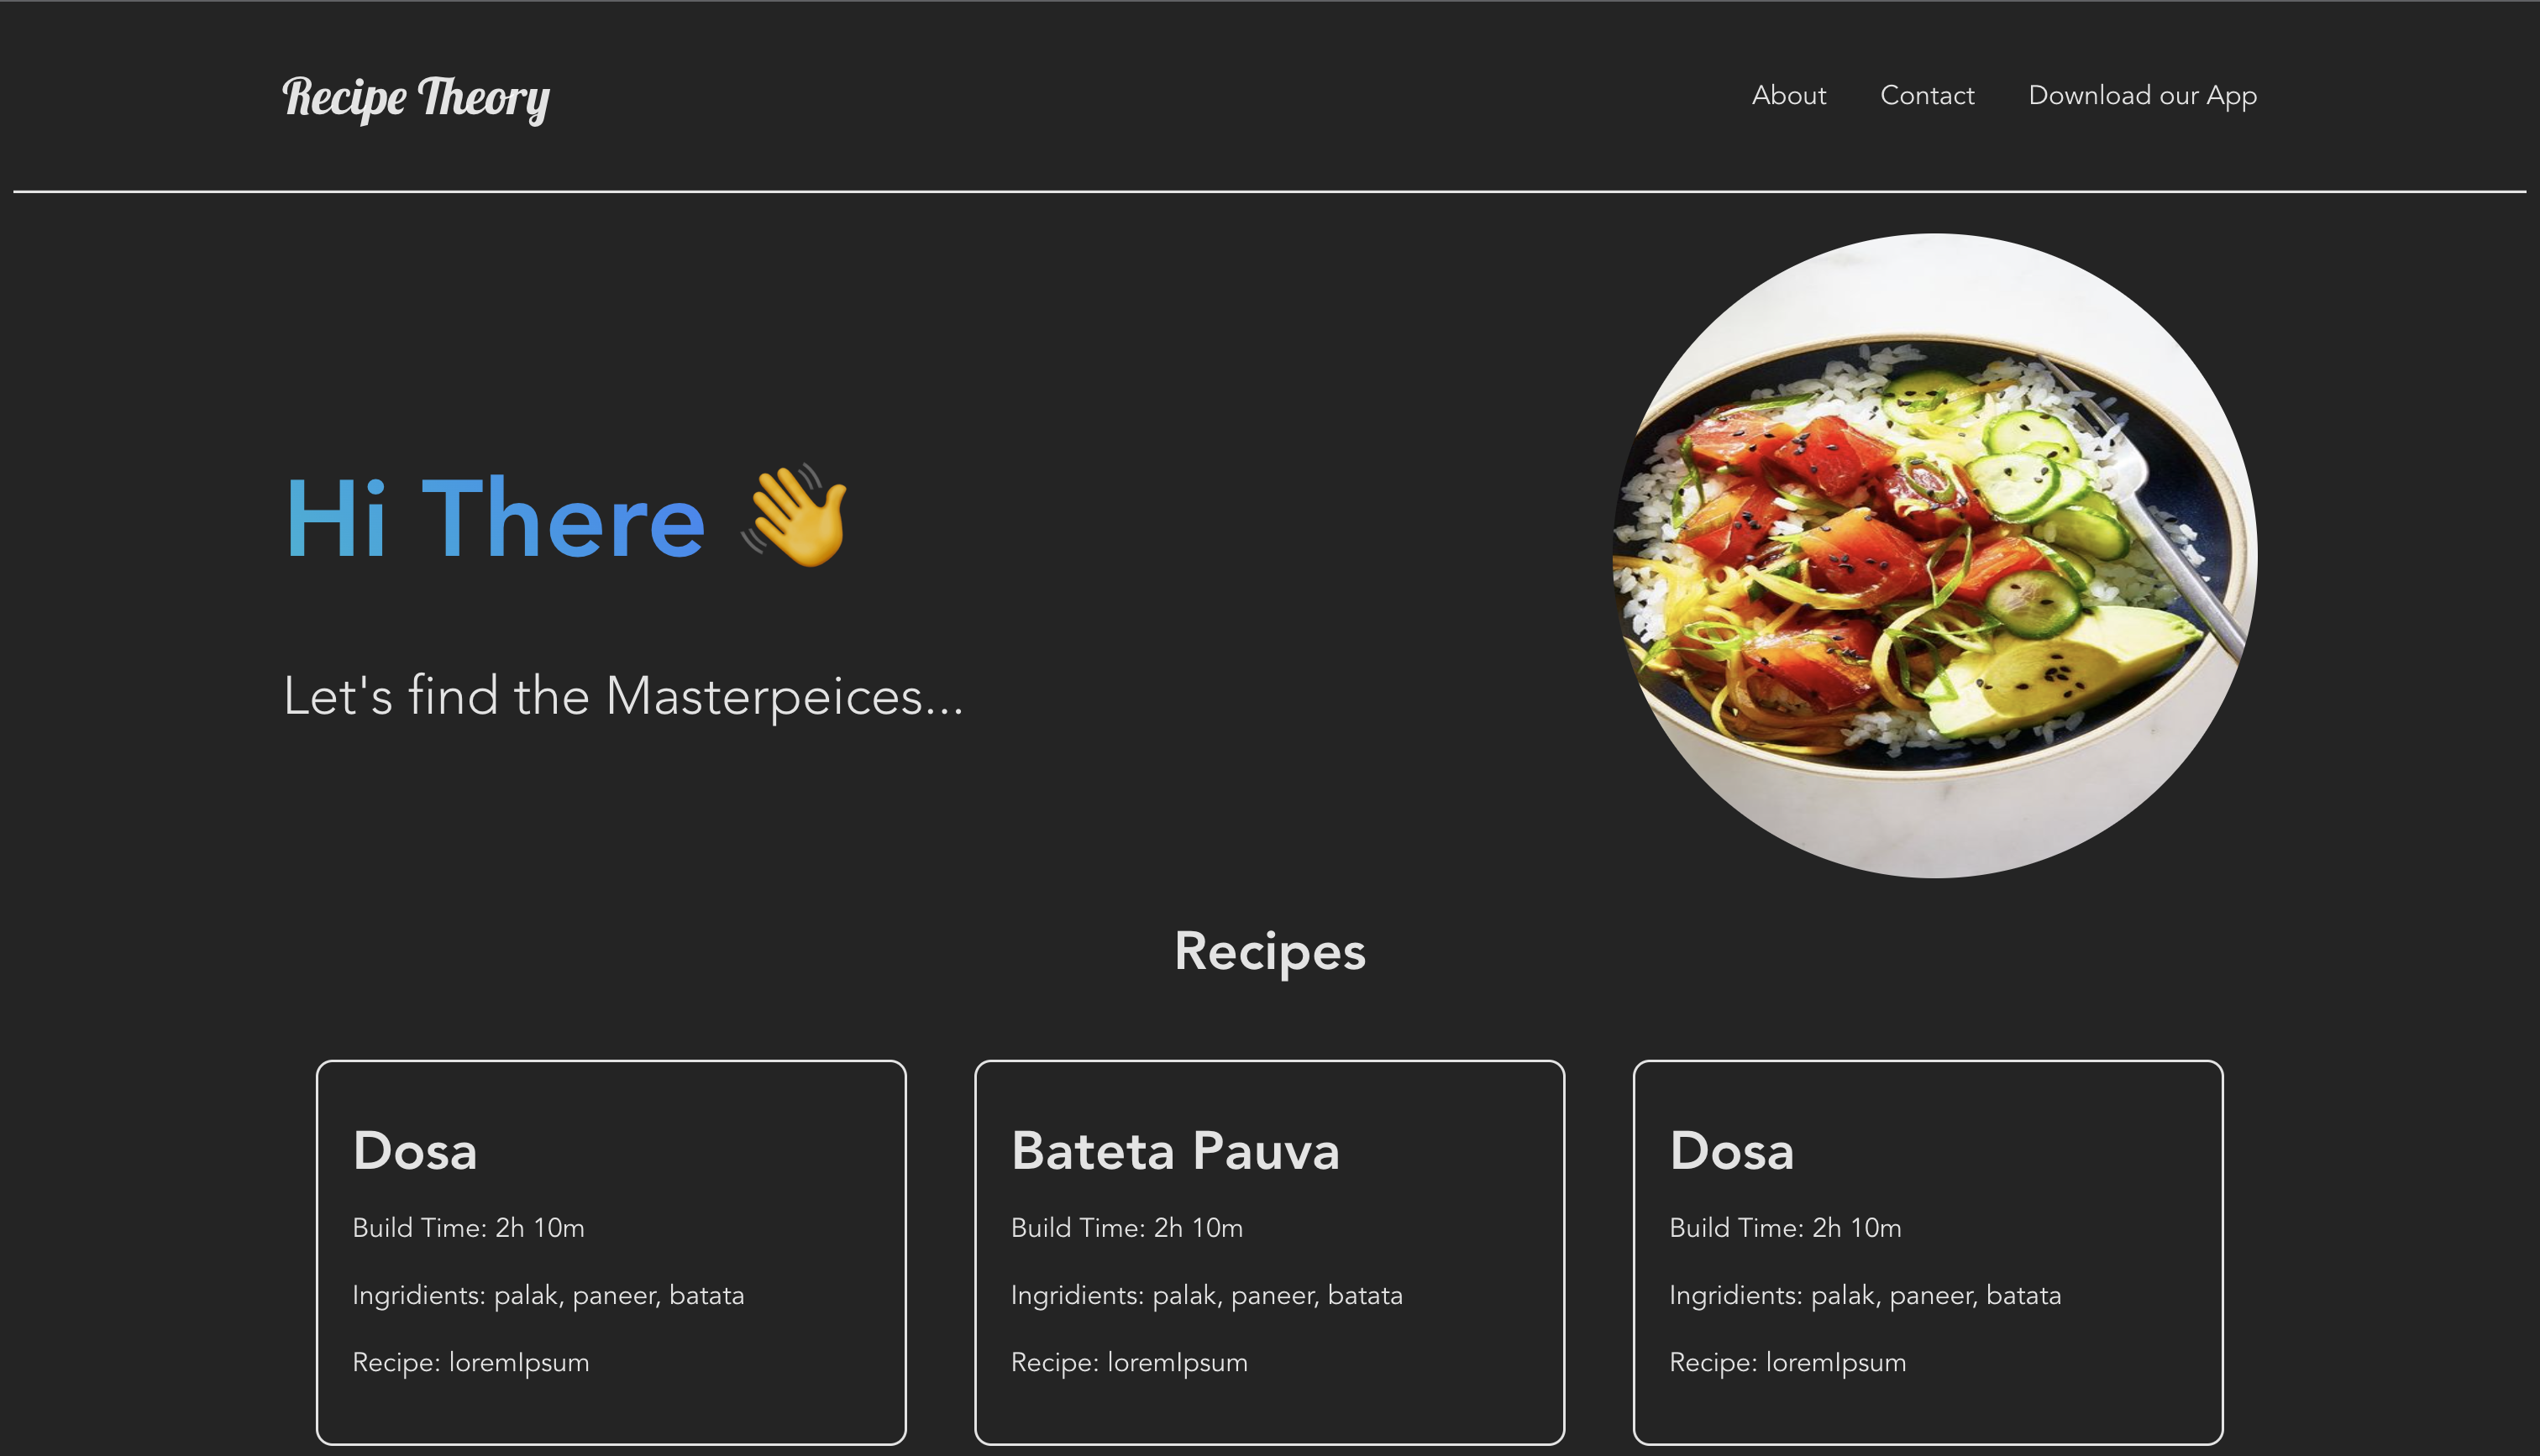 Recipe Theory
About Contact Download our App
Hi There 👋
Let's find the Masterpeices...
Recipes
Dosa
Build Time: 2h 10m
Ingridients: palak, paneer, batata
Recipe: loremIpsum
Bateta Pauva
Build Time: 2h 10m
Ingridients: palak, paneer, batata
Recipe: loremIpsum
Dosa
Build Time: 2h 10m
Ingridients: palak, paneer, batata
Recipe: loremIpsum